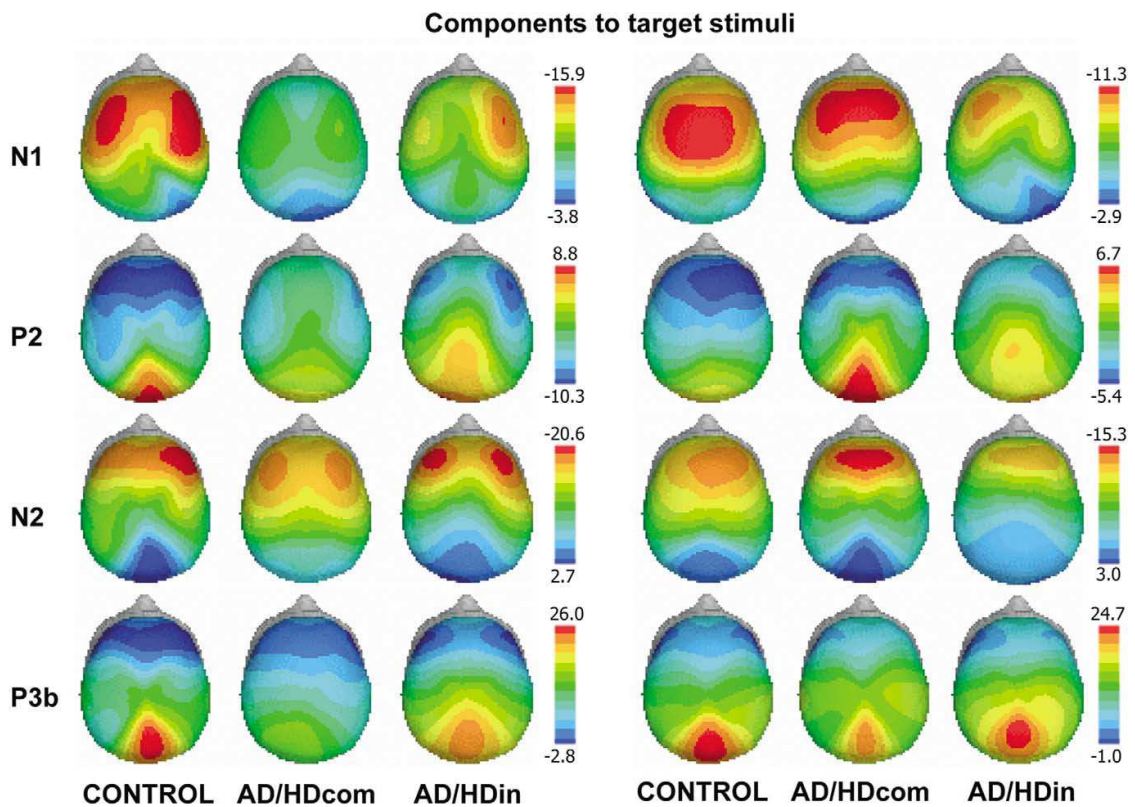 Components to target stimuli
-15.9 -11.3
N1
-3.8 -2.9
8.8 6.7
P2
-10.3 -5.4
-20.6 -15.3
N2
2.7 3.0
26.0 24.7
P3b
-2.8 -1.0
CONTROL AD/HDcom AD/HDin CONTROL AD/HDcom AD/HDin